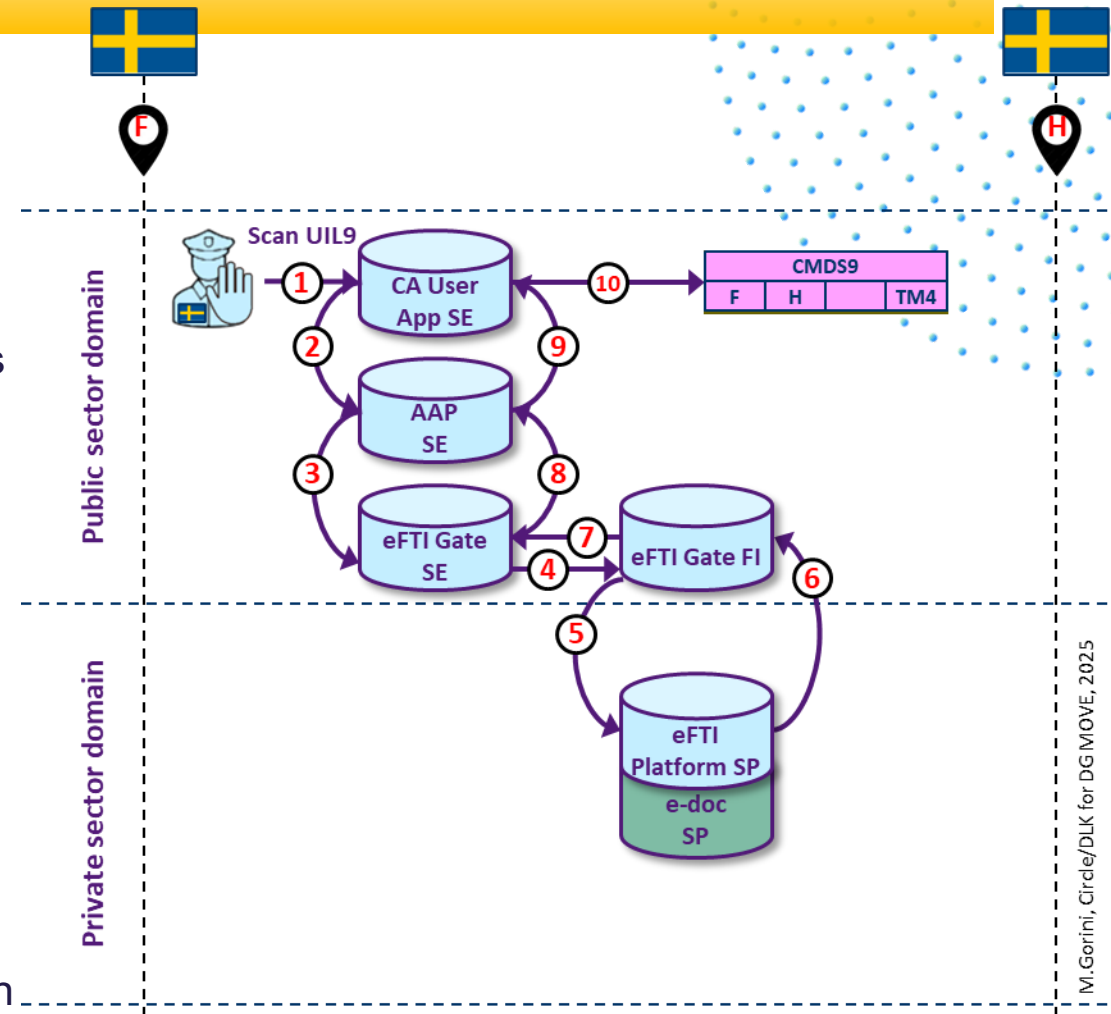 F
H
Scan UIL9
1
CA User
App SE
10
CMDS9
F H TM4
2
9
s
AAP
SE
3
8
eFTI Gate
SE
7
4
eFTI Gate FI
6
5
Public sector domain
eFTI
Platform SP
e-doc
SP
Private sector domain
M.Gorini, Circle/DLK for DG MOVE, 2025
n